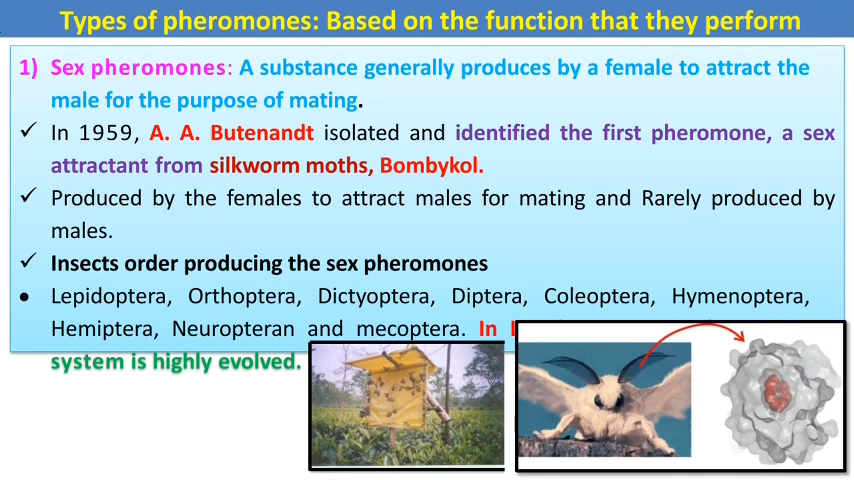 Types of pheromones: Based on the function that they perform
1) Sex pheromones: A substance generally produces by a female to attract the
male for the purpose of mating.
✓ In 1959, A. A. Butenandt isolated and identified the first pheromone, a sex
attractant from silkworm moths, Bombykol.
✓ Produced by the females to attract males for mating and Rarely produced by
males.
✓ Insects order producing the sex pheromones
• Lepidoptera, Orthoptera, Dictyoptera, Diptera, Coleoptera, Hymenoptera,
Hemiptera, Neuropteran and mecoptera. In
system is highly evolved.